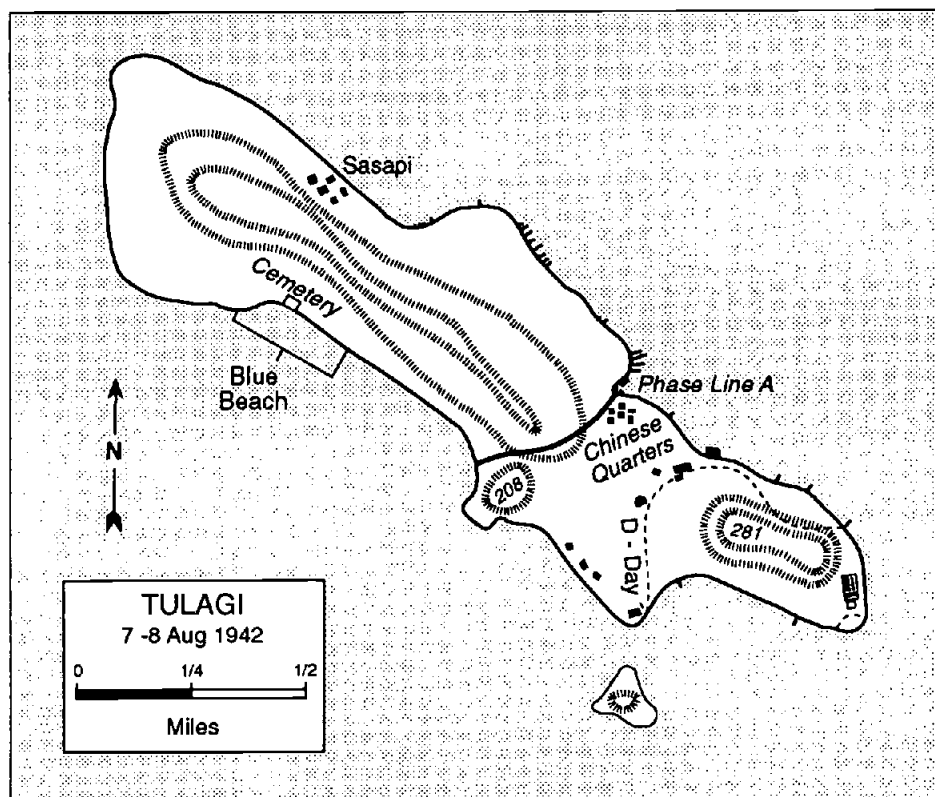 Sasapi
Cemetery
Blue
Beach
Phase Line A
Chinese
Quarters
N
208
281
D - Day
TULAGI
7 -8 Aug 1942
0 1/4 1/2
Miles